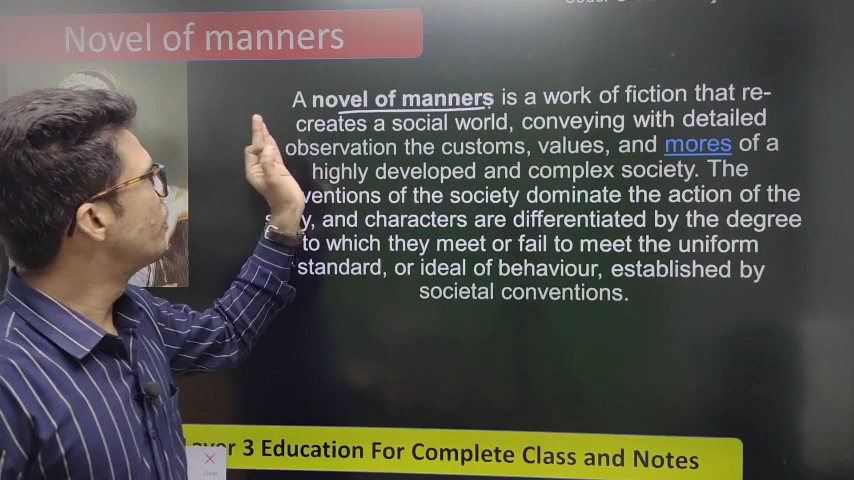 Novel of manners
A novel of manners is a work of fiction that re-
creates a social world, conveying with detailed
observation the customs, values, and mores of a
highly developed and complex society. The
ventions of the society dominate the action of the
y, and characters are differentiated by the degree
to which they meet or fail to meet the uniform
standard, or ideal of behaviour, established by
societal conventions.
ayer 3 Education For Complete Class and Notes